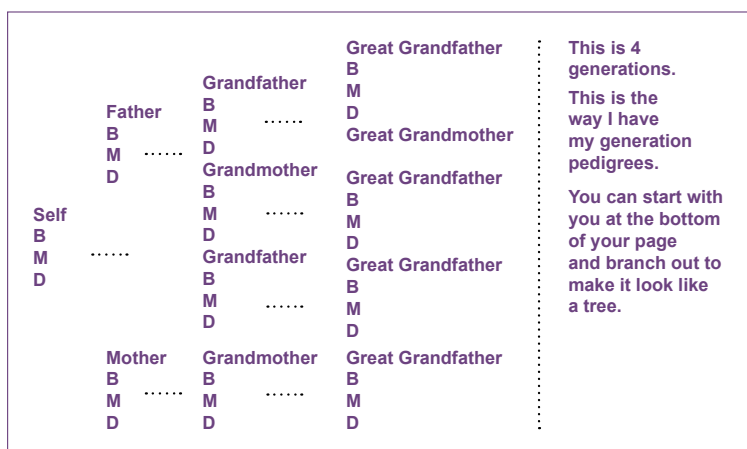 Self
B
M ......
D
Father
B
M ......
D
Mother
B
M ......
D
Grandfather
B
M ......
D
Grandmother
B
M ......
D
Grandfather
B
M ......
D
Grandmother
B
M ......
D
Great Grandfather
B
M
D
Great Grandmother
Great Grandfather
B
M
D
Great Grandfather
B
M
D
Great Grandfather
B
M
D
This is 4
generations.
This is the
way I have
my generation
pedigrees.
You can start with
you at the bottom
of your page
and branch out to
make it look like
a tree.